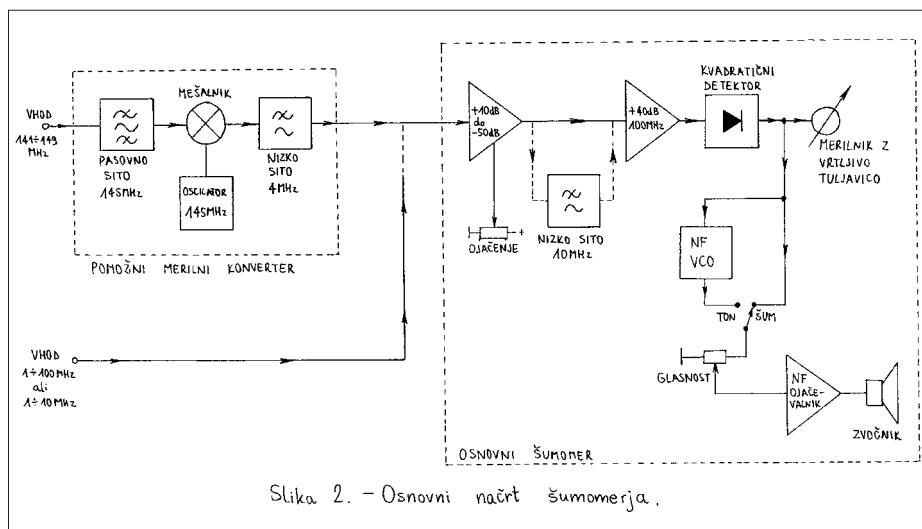 VHOD
141÷149
MHz
PASOVNO
SITO
145MHz
MEŠALNIK
OSCILATOR
145MHz
NIZKO
SITO
4MHz
POMOŽNI MERILNI KONVERTER
VHOD
1÷100MHz
ali
1÷10MHz
+10dB
do
-50dB
OJAČENJE
+
NIZKO SITO
10MHz
+40dB
100MHz
KVADRATIČNI
DETEKTOR
MERILNIK Z
VRTLJIVO
TULJAVICO
NF
VCO
TON
ŠUM
GLASNOST
NF
OJAČE-
VALNIK
ZVOČNIK
OSNOVNI ŠUMOMER
Slika 2. - Osnovni načrt šumomerja.